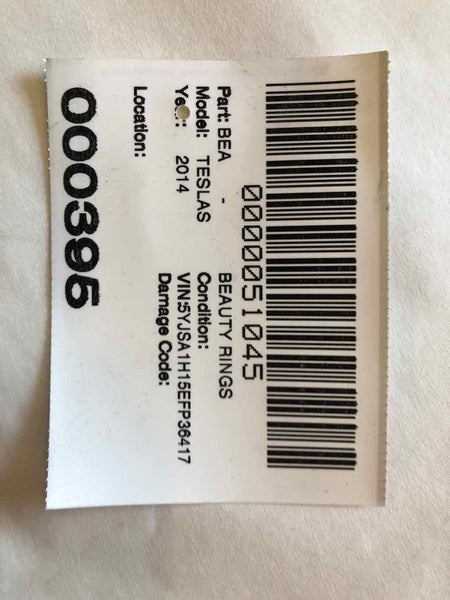 0000051045
Part: BEA - BEAUTY RINGS
Model: TESLAS Condition:
Year: 2014 VIN:5YJSA1H15EFP36417
Damage Code:
Location:
000395